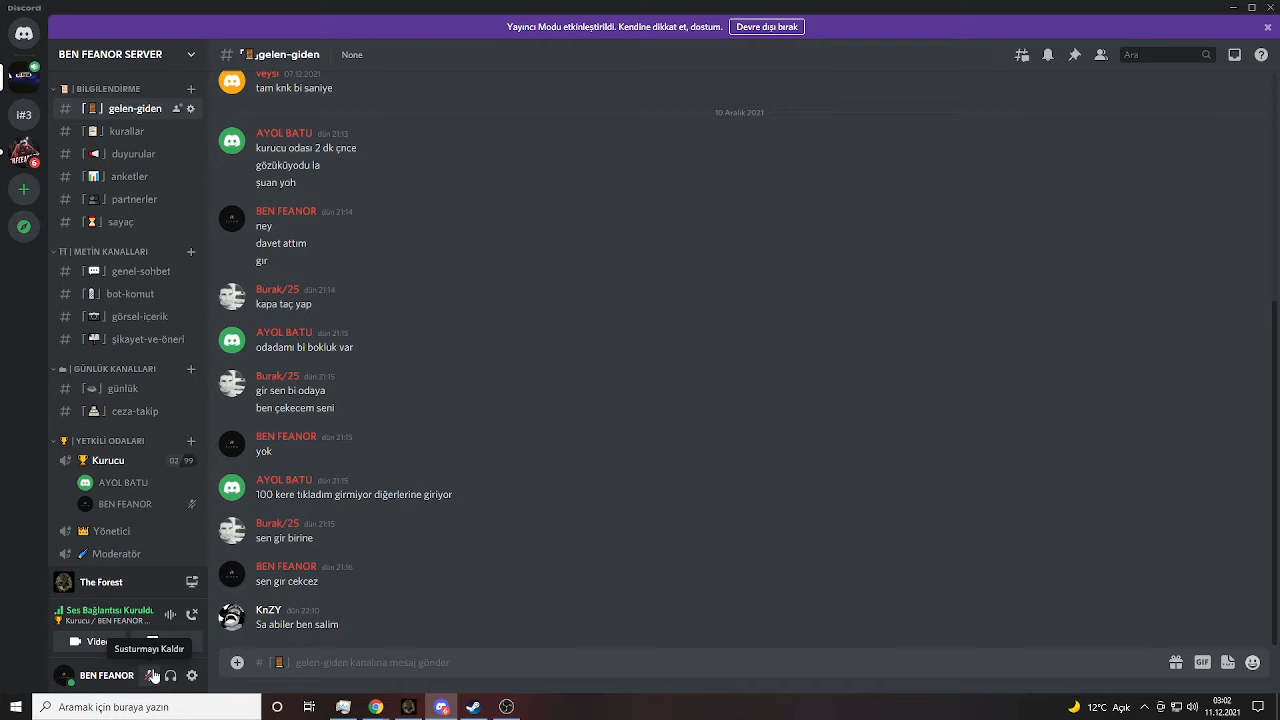 Discord
Yayıncı Modu etkinleştirildi. Kendine dikkat et, dostum. Devre dışı bırak
BEN FEANOR SERVER
gelen-giden None
Ara
BİLGİLENDİRME
gelen-giden
kurallar
duyurular
anketler
partnerler
sayaç
METİN KANALLARI
genel-sohbet
bot-komut
görsel-içerik
şikayet-ve-öneri
GÜNLÜK KANALLARI
günlük
ceza-takip
YETKİLİ ODALARI
Kurucu 02 99
AYOL BATU
BEN FEANOR
Yönetici
Moderatör
The Forest
Ses Bağlantısı Kuruldu
Kurucu / BEN FEANOR ...
Video
Susturmayı Kaldır
BEN FEANOR
veysi 07.12.2021
tam knk bi saniye
10 Aralık 2021
AYOL BATU dün 21:13
kurucu odası 2 dk çnce
gözüküyodu la
şuan yoh
BEN FEANOR dün 21:14
ney
davet attım
gır
Burak/25 dün 21:14
kapa taç yap
AYOL BATU dün 21:15
odadamı bi bokluk var
Burak/25 dün 21:15
gir sen bi odaya
ben çekecem seni
BEN FEANOR dün 21:15
yok
AYOL BATU dün 21:15
100 kere tıkladım girmiyor diğerlerine giriyor
Burak/25 dün 21:15
sen gir birine
BEN FEANOR dün 21:16
sen gir cekcez
KnZY dün 22:10
Sa abiler ben salim
gelen-giden kanalına mesaj gönder
GIF
H#3
6
Aramak için buraya yazın
12°C Açık
03:02
11.12.2021